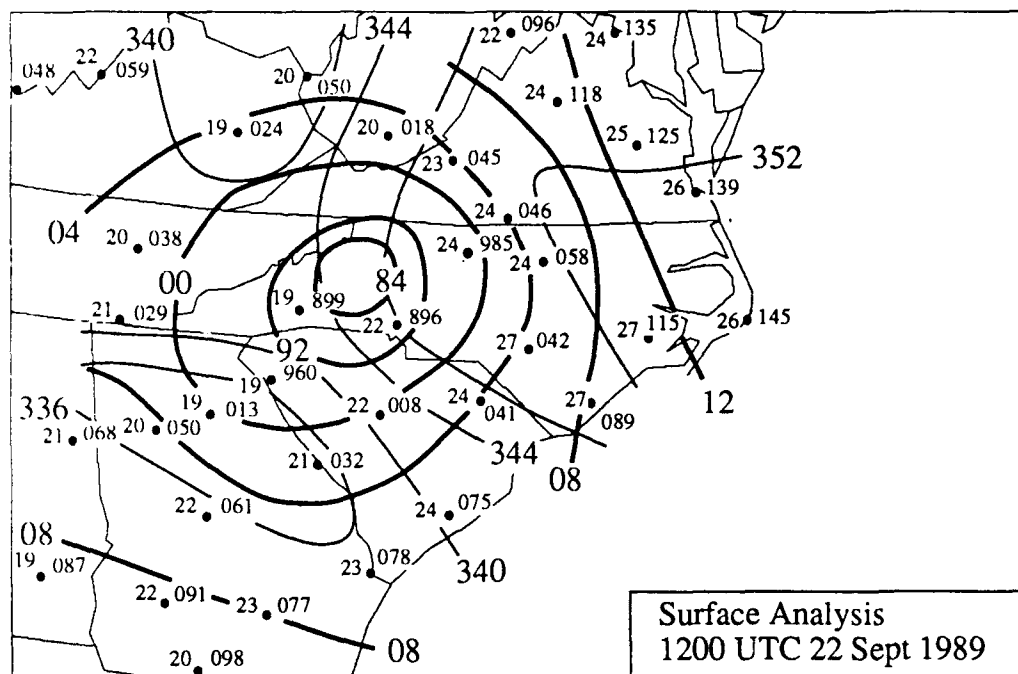 340 344 22 096 24 135
048 22 059 20 050
24 118
19 024 20 018 25 125
23 045 352
26 139
04 24 046
20 038 24 985 24 058
00 84
21 029 19 899 22 896 27 115 26 145
92 27 042
19 960
336 19 013 22 008 24 041 27 089 12
21 068 20 050
21 032 344 08
22 061 24 075
08 23 078 340
19 087
22 091 23 077
20 098 08
Surface Analysis
1200 UTC 22 Sept 1989